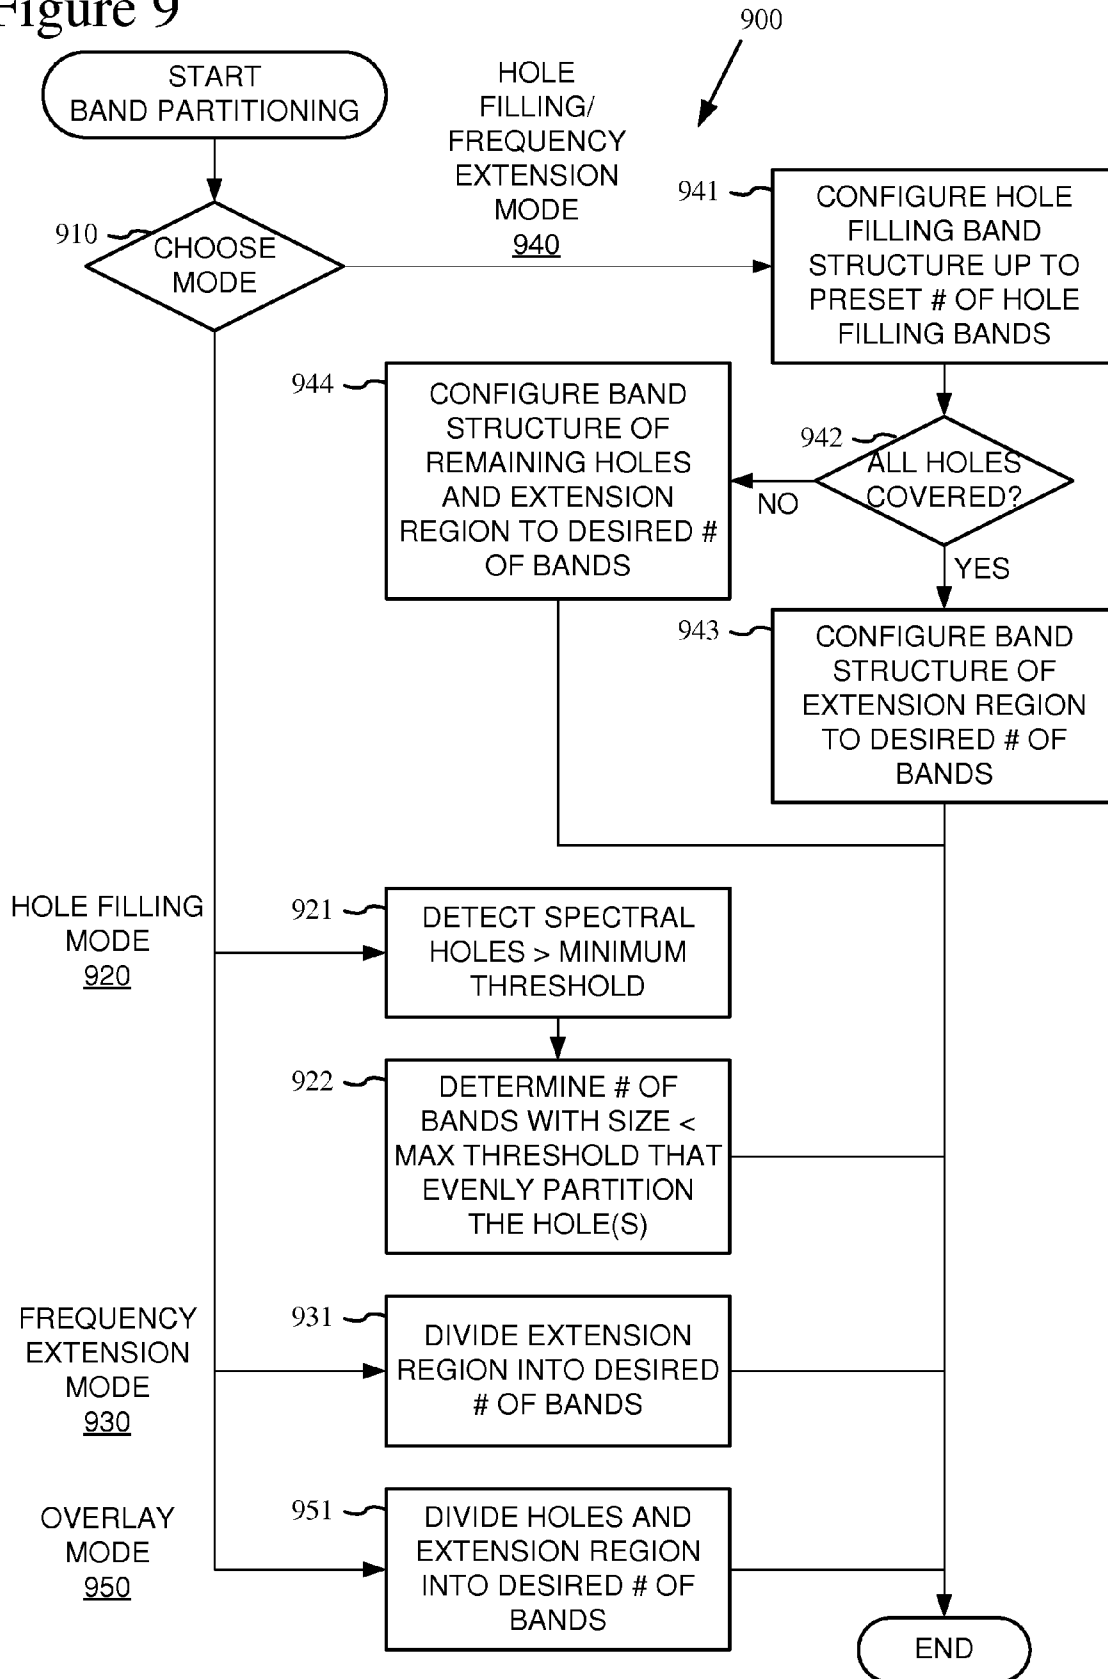 Figure 9
900
START
BAND PARTITIONING
HOLE
FILLING/
FREQUENCY
EXTENSION
MODE
940
910
CHOOSE
MODE
941
CONFIGURE HOLE
FILLING BAND
STRUCTURE UP TO
PRESET # OF HOLE
FILLING BANDS
944
CONFIGURE BAND
STRUCTURE OF
REMAINING HOLES
AND EXTENSION
REGION TO DESIRED #
OF BANDS
942
ALL HOLES
COVERED?
NO
YES
943
CONFIGURE BAND
STRUCTURE OF
EXTENSION REGION
TO DESIRED # OF
BANDS
HOLE FILLING
MODE
920
921
DETECT SPECTRAL
HOLES > MINIMUM
THRESHOLD
922
DETERMINE # OF
BANDS WITH SIZE <
MAX THRESHOLD THAT
EVENLY PARTITION
THE HOLE(S)
FREQUENCY
EXTENSION
MODE
930
931
DIVIDE EXTENSION
REGION INTO DESIRED
# OF BANDS
OVERLAY
MODE
950
951
DIVIDE HOLES AND
EXTENSION REGION
INTO DESIRED # OF
BANDS
END